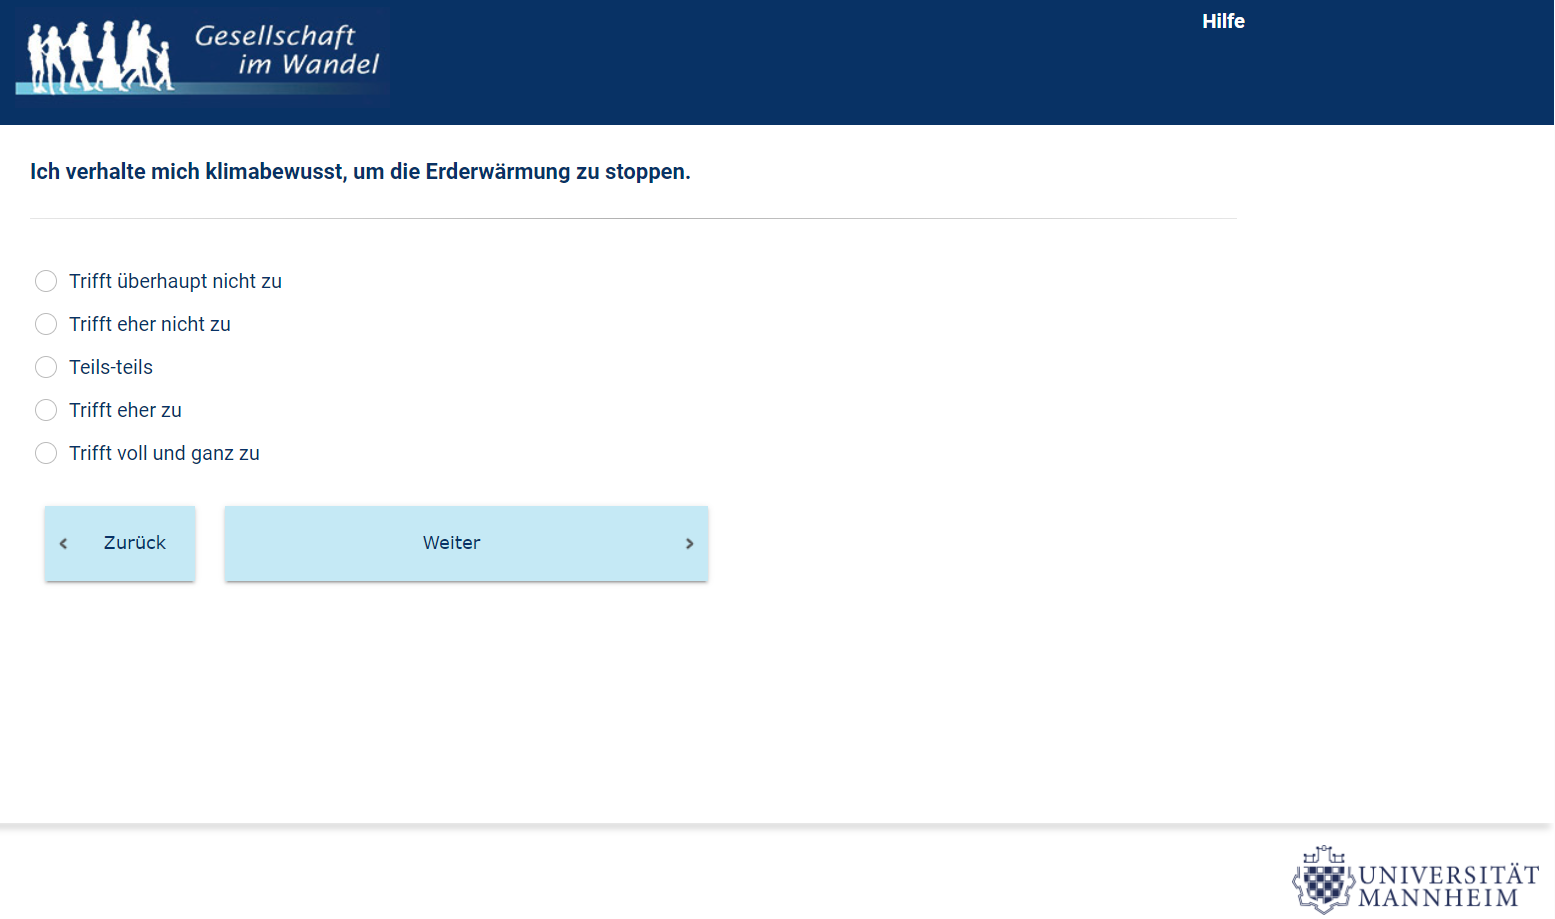 Gesellschaft
im Wandel
Hilfe
Ich verhalte mich klimabewusst, um die Erderwärmung zu stoppen.
Trifft überhaupt nicht zu
Trifft eher nicht zu
Teils-teils
Trifft eher zu
Trifft voll und ganz zu
Zurück
Weiter
UNIVERSITÄT
MANNHEIM